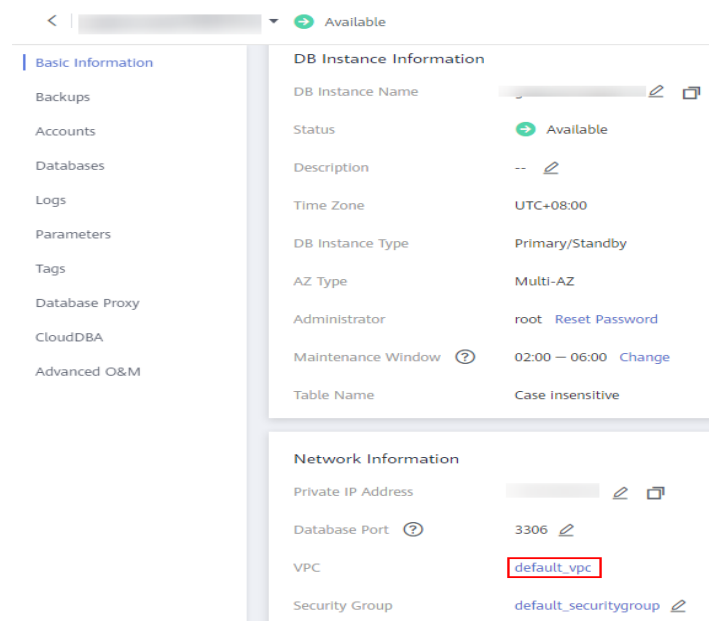 Available
Basic Information
Backups
Accounts
Databases
Logs
Parameters
Tags
Database Proxy
CloudDBA
Advanced O&M
DB Instance Information
DB Instance Name
Status Available
Description --
Time Zone UTC+08:00
DB Instance Type Primary/Standby
AZ Type Multi-AZ
Administrator root Reset Password
Maintenance Window ? 02:00 — 06:00 Change
Table Name Case insensitive
Network Information
Private IP Address
Database Port ? 3306
VPC default_vpc
Security Group default_securitygroup